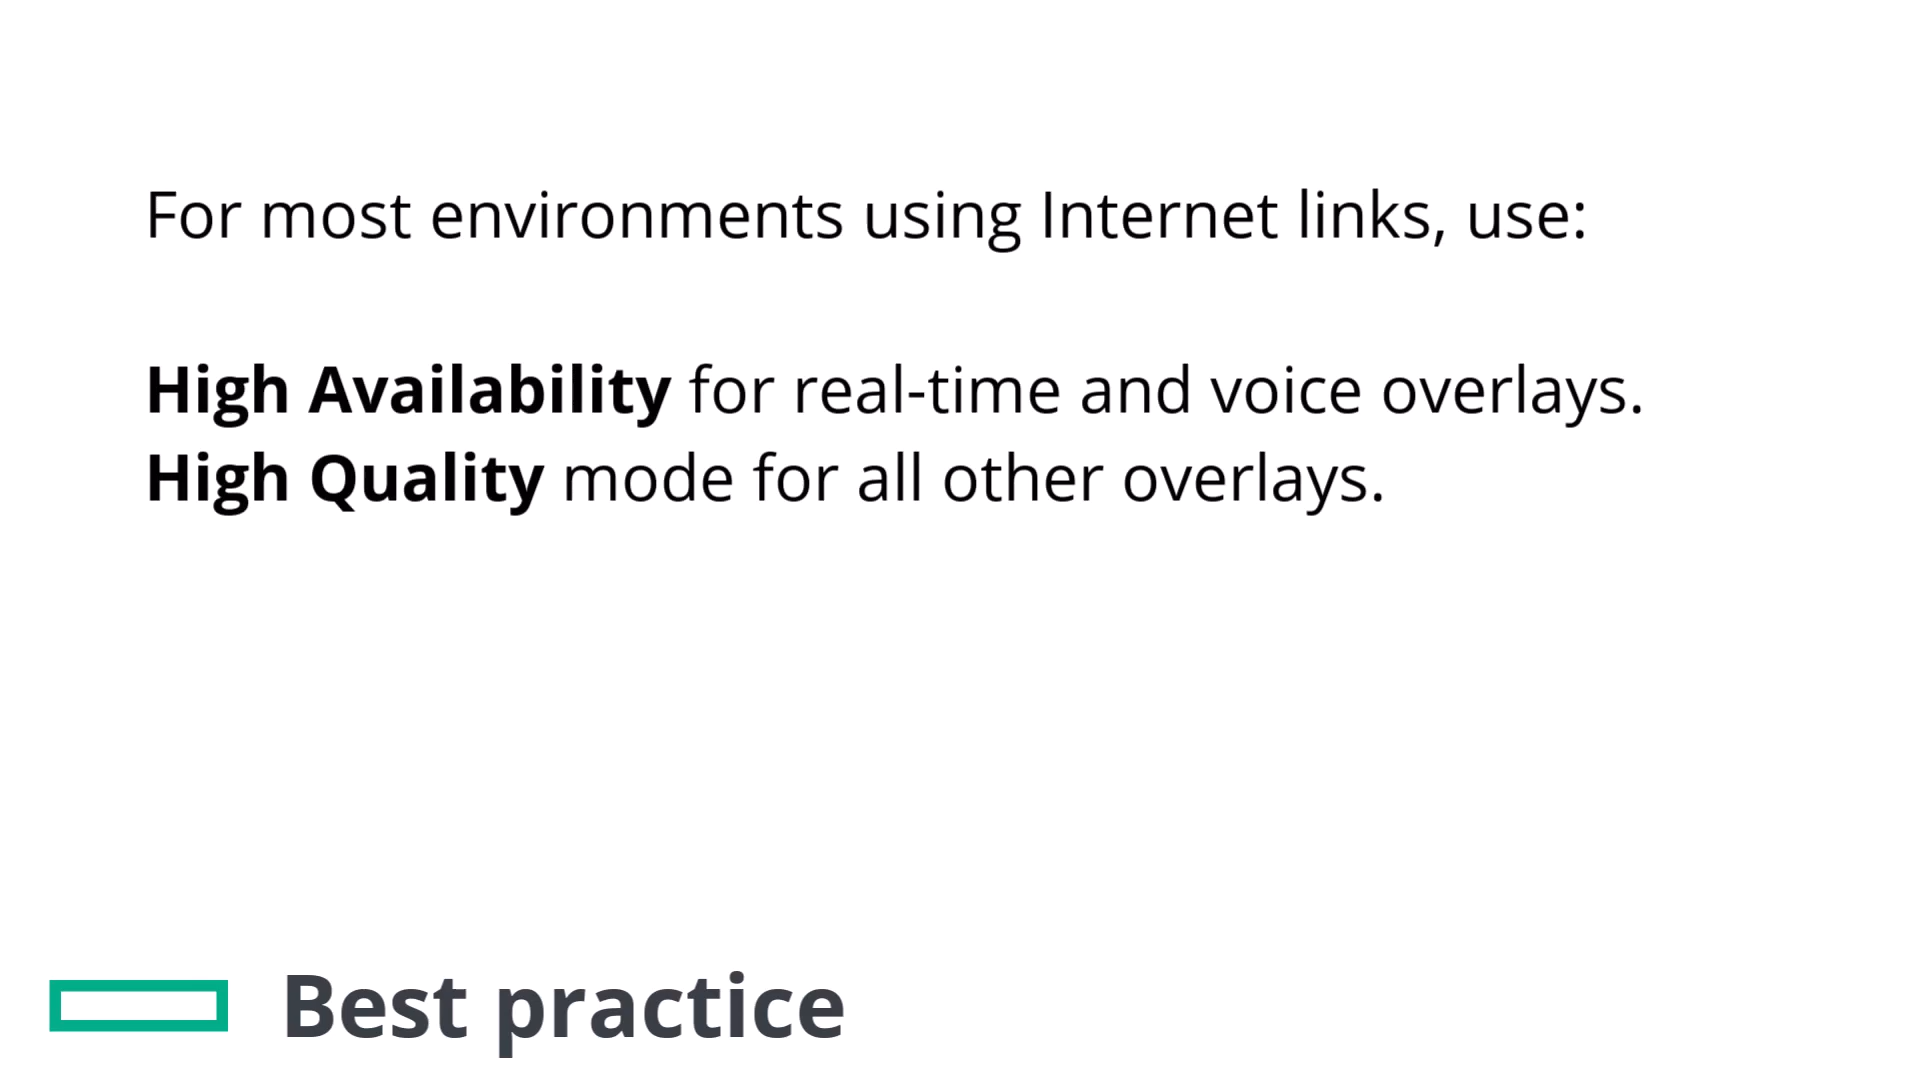 For most environments using Internet links, use:
High Availability for real-time and voice overlays.
High Quality mode for all other overlays.
Best practice